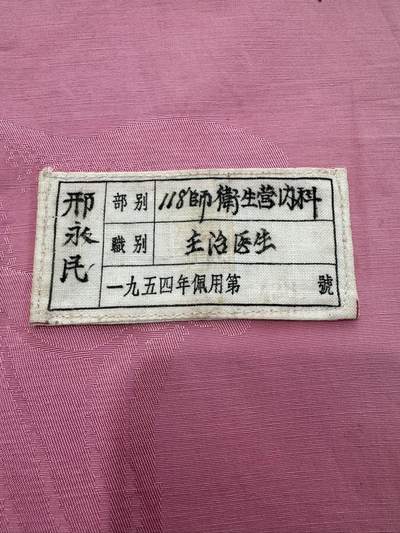 邢永民
部别 118師衛生营内科
職别 主治医生
一九五四年佩用第 號